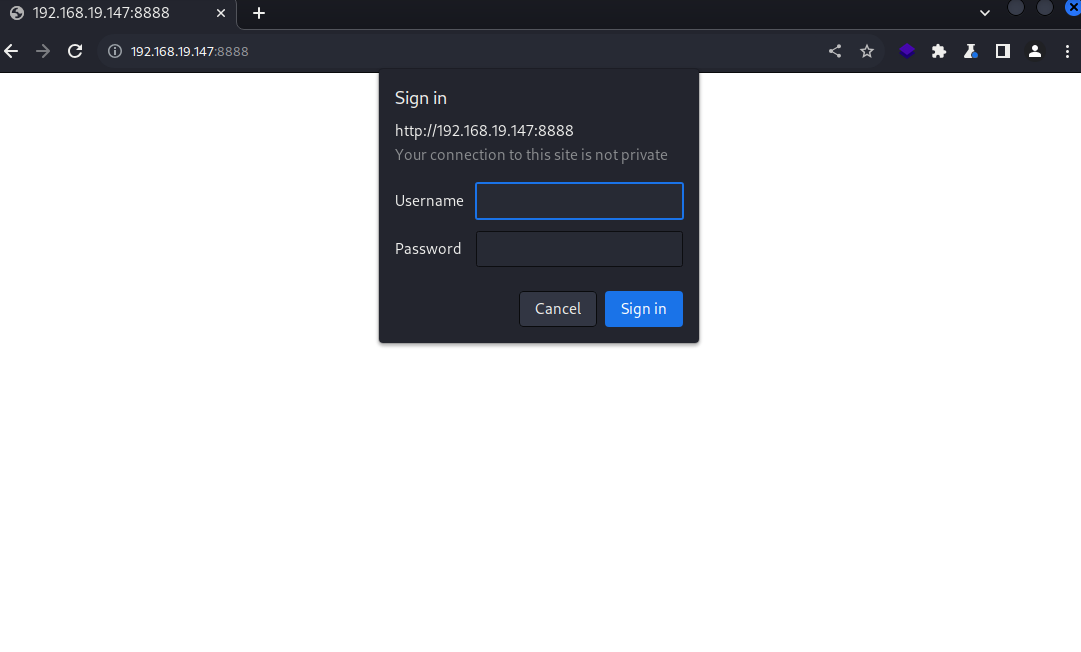 192.168.19.147:8888
192.168.19.147:8888
Sign in
http://192.168.19.147:8888
Your connection to this site is not private
Username
Password
Cancel Sign in